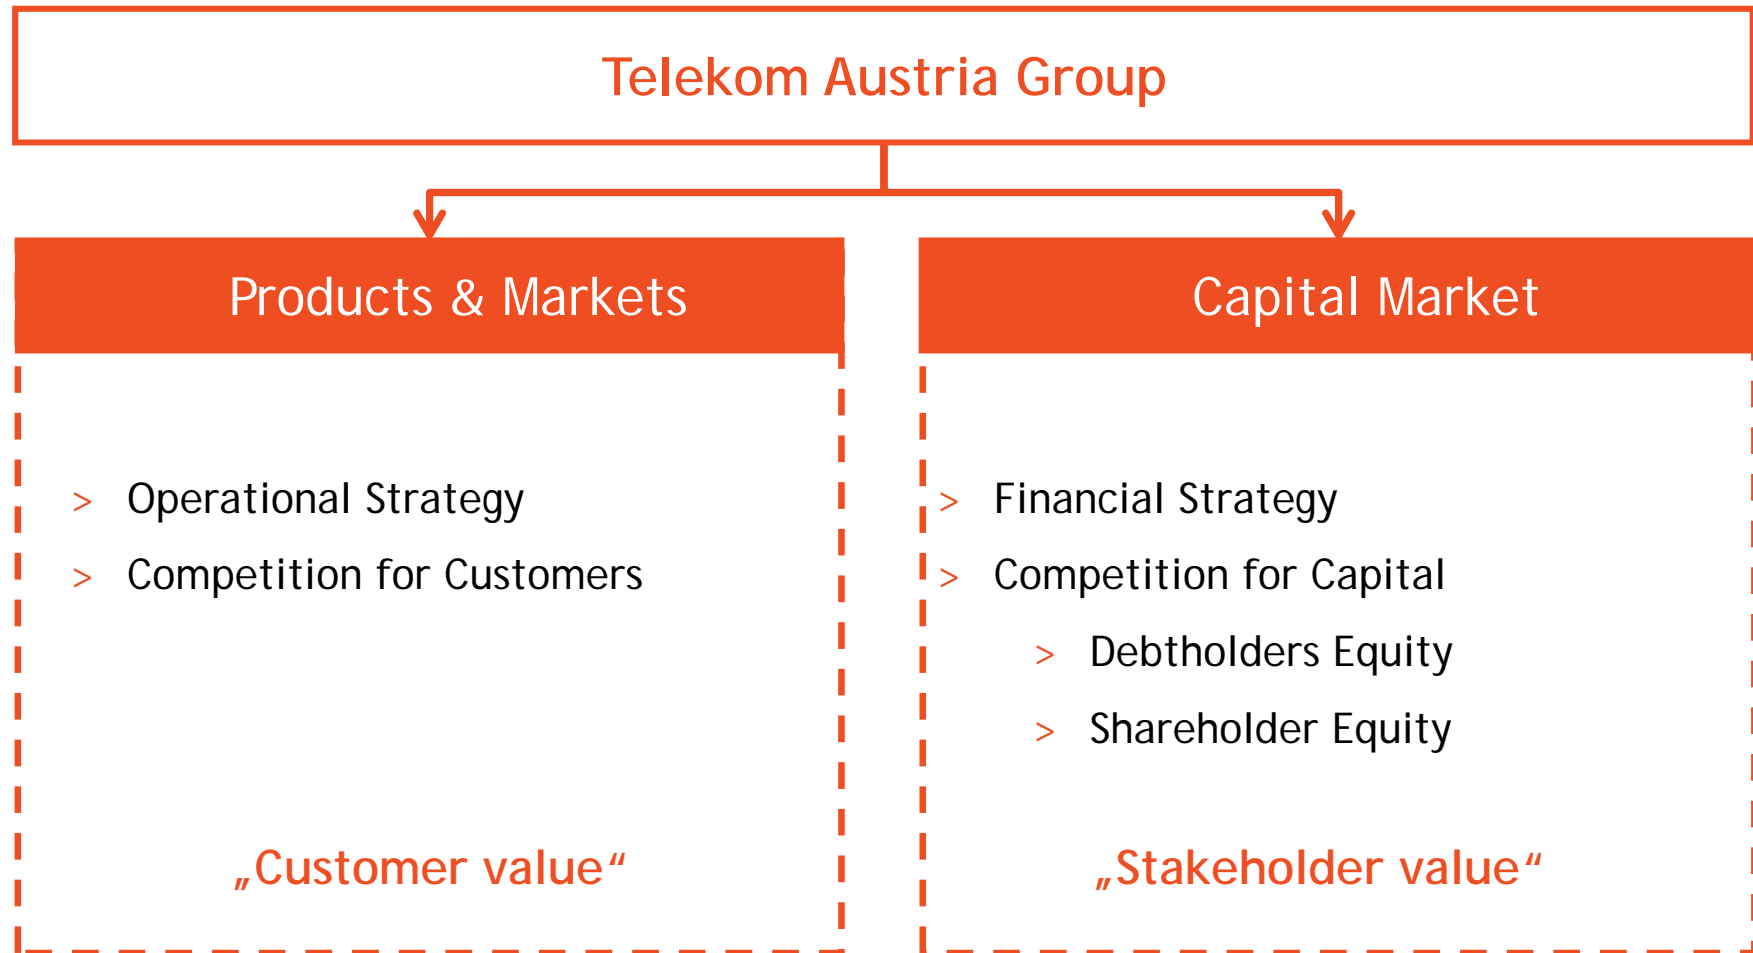 Telekom Austria Group
Products & Markets
> Operational Strategy
> Competition for Customers
„Customer value“
Capital Market
> Financial Strategy
> Competition for Capital
> Debtholders Equity
> Shareholder Equity
„Stakeholder value“